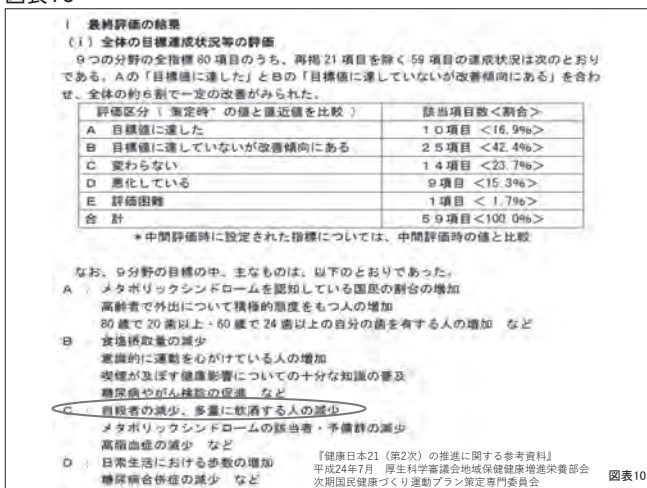 Ⅰ 最終評価の結果
(ⅰ) 全体の目標達成状況等の評価
9つの分野の全指標80項目のうち、再掲21項目を除く59項目の達成状況は次のとおり
である。Aの「目標値に達した」とBの「目標値に達していないが改善傾向にある」を合わ
せ、全体の約6割で一定の改善がみられた。
評価区分(策定時*の値と直近値を比較) 該当項目数<割合>
A 目標値に達した 10項目 <16.9%>
B 目標値に達していないが改善傾向にある 25項目 <42.4%>
C 変わらない 14項目 <23.7%>
D 悪化している 9項目 <15.3%>
E 評価困難 1項目 < 1.7%>
合 計 59項目<100.0%>
*中間評価時に設定された指標については、中間評価時の値と比較
なお、9分野の目標の中、主なものは、以下のとおりであった。
A : メタボリックシンドロームを認知している国民の割合の増加
高齢者で外出について積極的態度をもつ人の増加
80歳で20歯以上・60歳で24歯以上の自分の歯を有する人の増加 など
B : 食塩摂取量の減少
意識的に運動を心がけている人の増加
喫煙が及ぼす健康影響についての十分な知識の普及
糖尿病やがん検診の促進 など
C : 自殺者の減少、多量に飲酒する人の減少
メタボリックシンドロームの該当者・予備群の減少
高脂血症の減少 など
D : 日常生活における歩数の増加
糖尿病合併症の減少 など
『健康日本21(第2次)の推進に関する参考資料』
平成24年7月 厚生科学審議会地域保健健康増進栄養部会
次期国民健康づくり運動プラン策定専門委員会
図表10